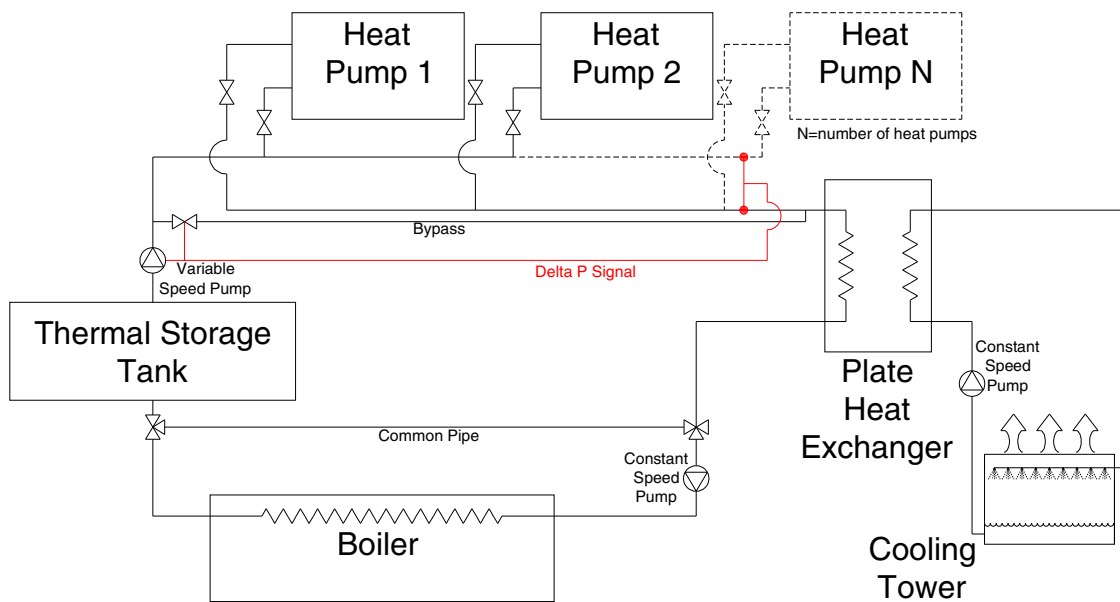 Heat
Pump 1
Heat
Pump 2
Heat
Pump N
N=number of heat pumps
Bypass
Variable
Speed Pump
Delta P Signal
Thermal Storage
Tank
Constant
Speed
Pump
Plate
Heat
Exchanger
Common Pipe
Constant
Speed
Pump
Boiler
Cooling
Tower